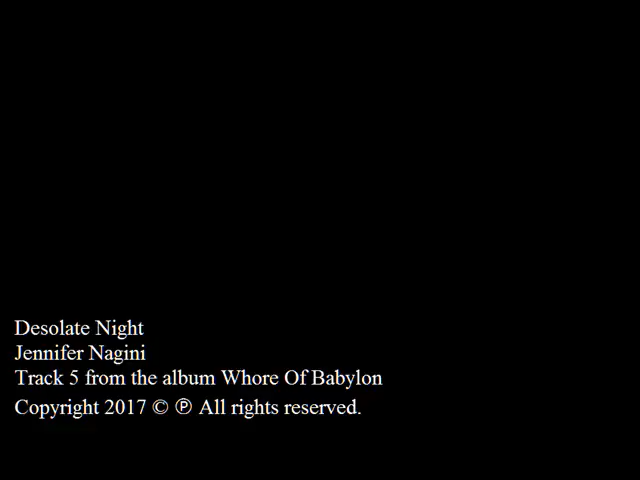 Desolate Night
Jennifer Nagini
Track 5 from the album Whore Of Babylon
Copyright 2017 © ℗ All rights reserved.